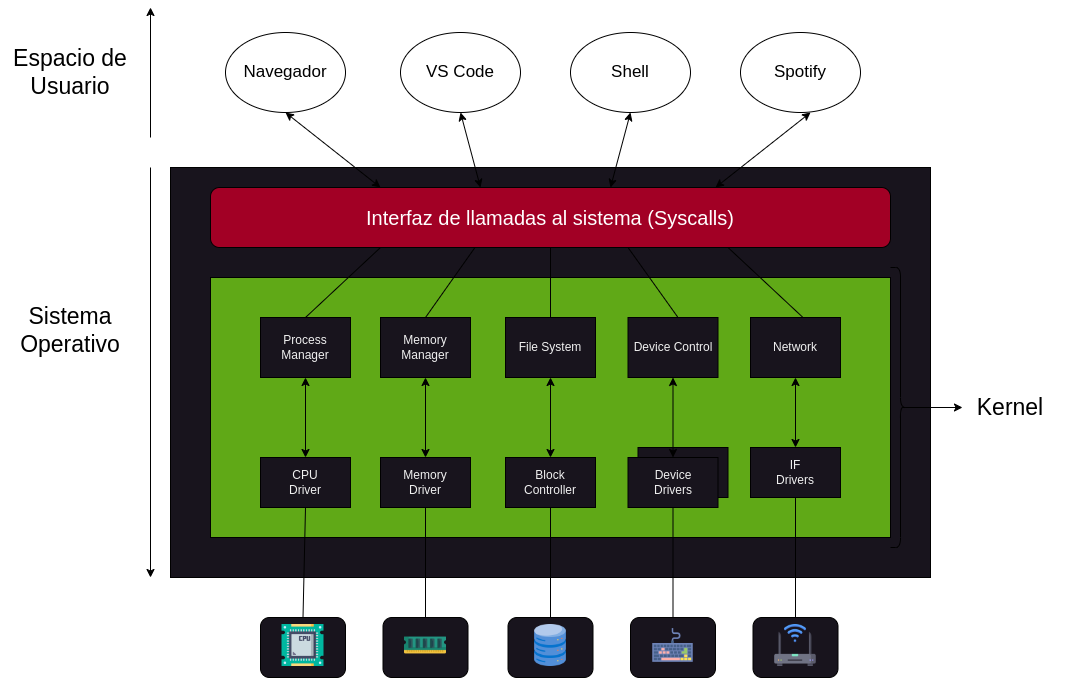 Espacio de
Usuario
Navegador
VS Code
Shell
Spotify
Interfaz de llamadas al sistema (Syscalls)
Sistema
Operativo
Process
Manager
Memory
Manager
File System
Device Control
Network
Kernel
CPU
Driver
Memory
Driver
Block
Controller
Device
Drivers
IF
Drivers
CPU